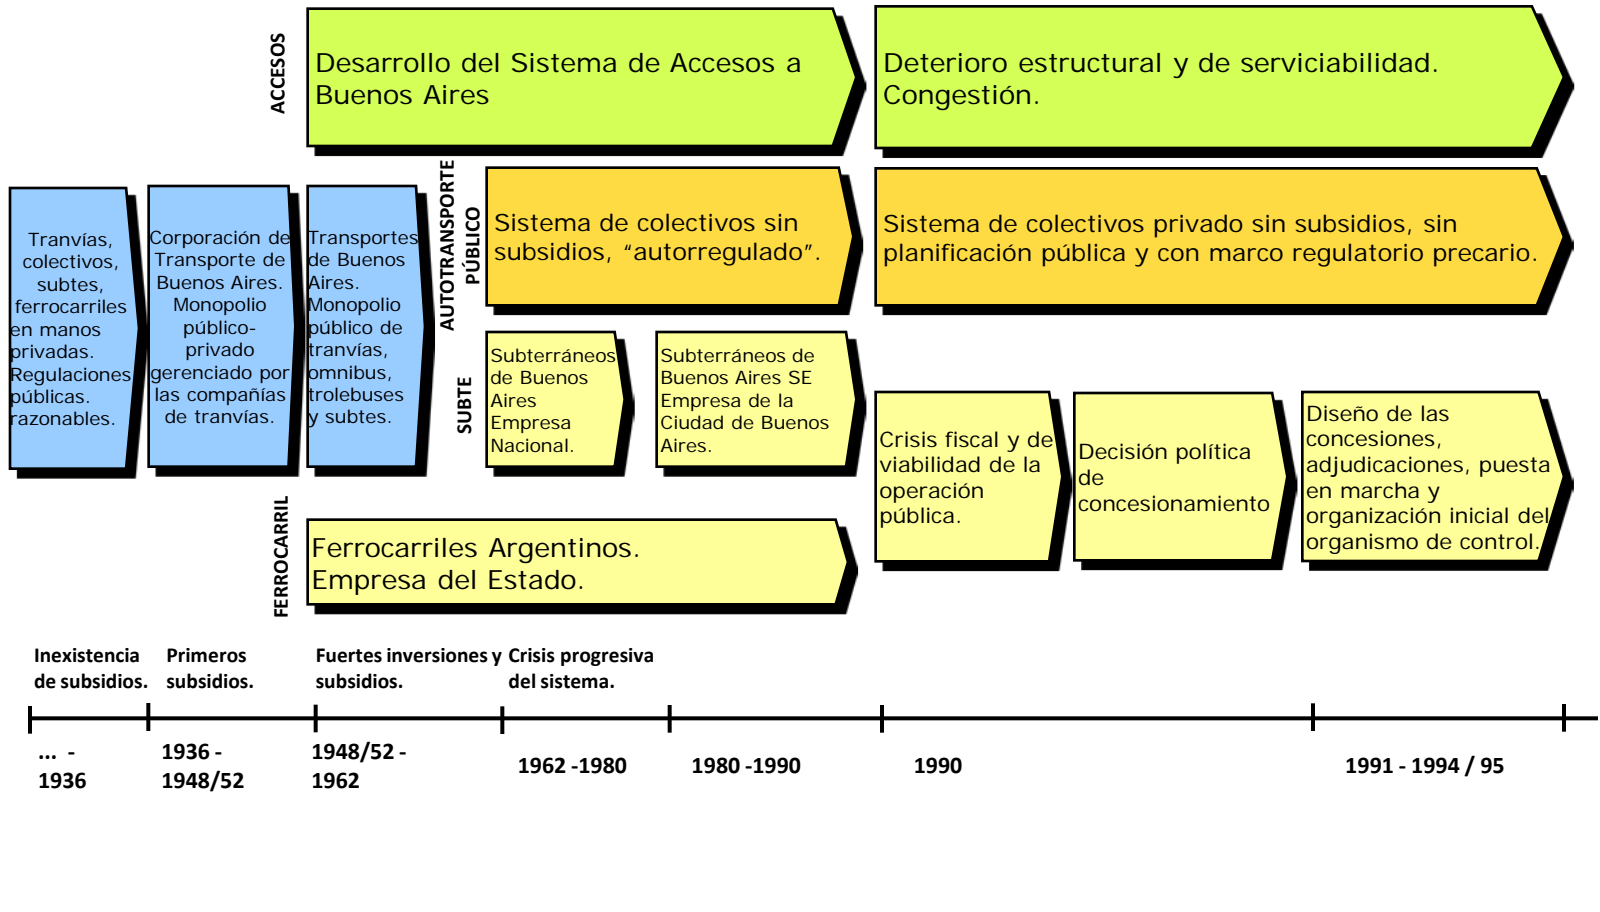 ACCESOS
Desarrollo del Sistema de Accesos a
Buenos Aires
Deterioro estructural y de serviciabilidad.
Congestión.
Tranvías,
colectivos,
subtes,
ferrocarriles
en manos
privadas.
Regulaciones
públicas.
razonables.
Corporación de
Transporte de
Buenos Aires.
Monopolio
público-
privado
gerenciado por
las compañías
de tranvías.
Transportes
de Buenos
Aires.
Monopolio
público de
tranvías,
omnibus,
trolebuses
y subtes.
AUTOTRANSPORTE
PÚBLICO
Sistema de colectivos sin
subsidios, “autorregulado”.
Sistema de colectivos privado sin subsidios, sin
planificación pública y con marco regulatorio precario.
SUBTE
Subterráneos
de Buenos
Aires
Empresa
Nacional.
Subterráneos de
Buenos Aires SE
Empresa de la
Ciudad de Buenos
Aires.
Crisis fiscal y de
viabilidad de la
operación
pública.
Decisión política
de
concesionamiento
Diseño de las
concesiones,
adjudicaciones, puesta
en marcha y
organización inicial del
organismo de control.
FERROCARRIL
Ferrocarriles Argentinos.
Empresa del Estado.
Inexistencia
de subsidios.
Primeros
subsidios.
Fuertes inversiones y
subsidios.
Crisis progresiva
del sistema.
... -
1936
1936 -
1948/52
1948/52 -
1962
1962 -1980
1980 -1990
1990
1991 - 1994 / 95